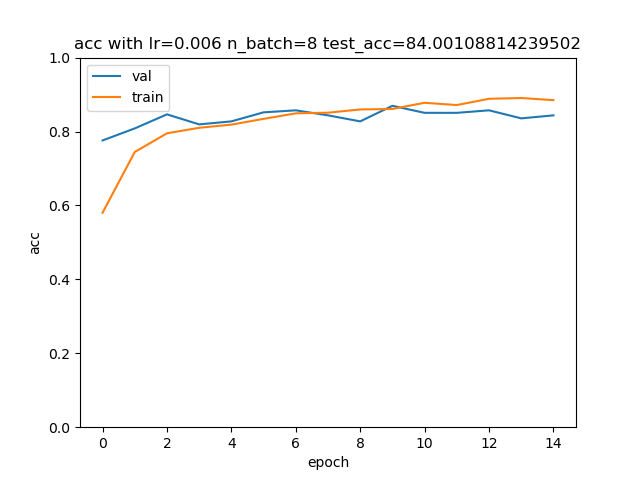 acc with lr=0.006 n_batch=8 test_acc=84.00108814239502
val
train
1.0
0.8
0.6
0.4
0.2
0.0
acc
0 2 4 6 8 10 12 14
epoch